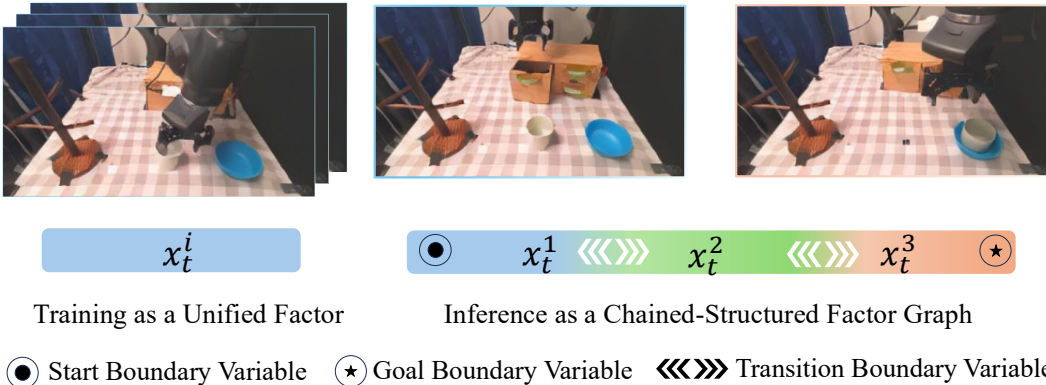 x_t^i
x_t^1 x_t^2 x_t^3
Training as a Unified Factor
Inference as a Chained-Structured Factor Graph
Start Boundary Variable Goal Boundary Variable Transition Boundary Variable